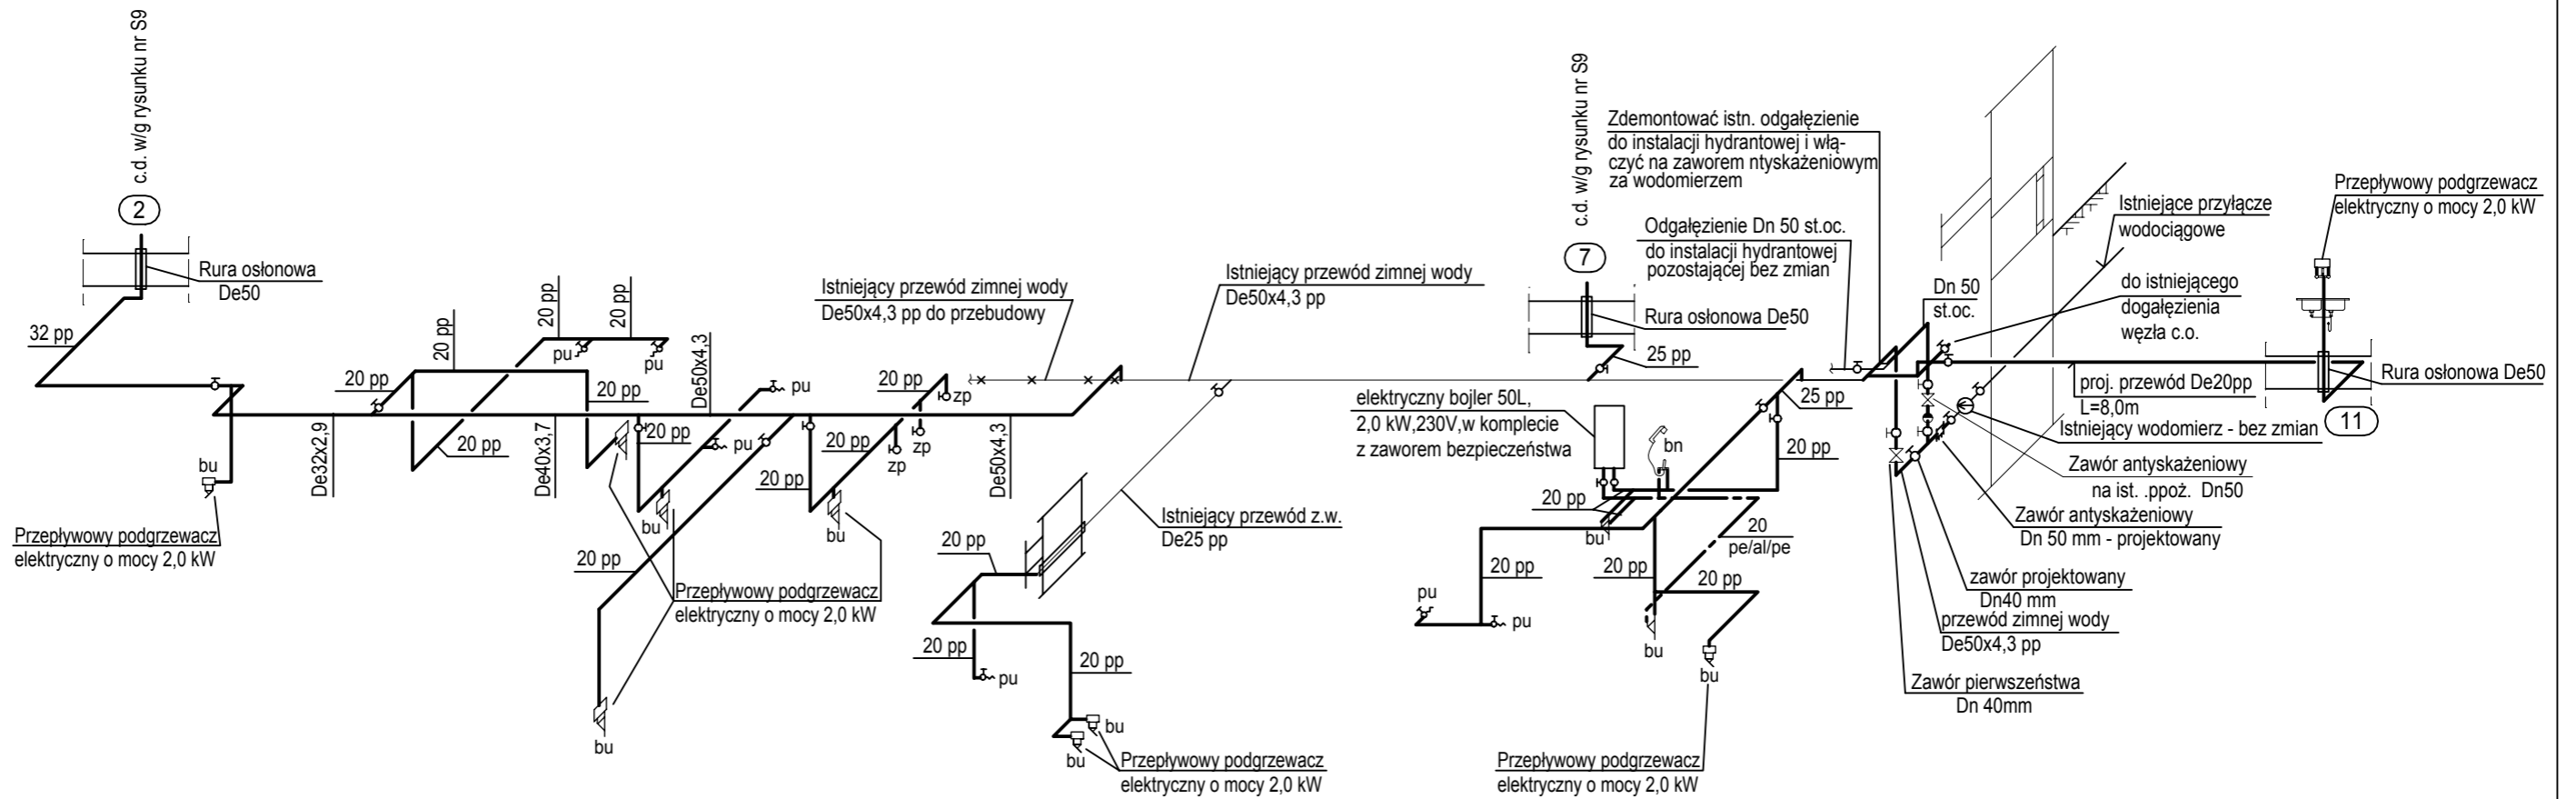 c.d. w/g rysunku nr S9
2
Rura osłonowa
De50
32 pp
bu
Przepływowy podgrzewacz
elektryczny o mocy 2,0 kW
De32x2,9
20 pp
20 pp
20 pp
20 pp
20 pp
pu
pu
20 pp
De40x3,7
De50x4,3
20 pp
pu
pu
bu
20 pp
bu
20 pp
20 pp
bu
Przepływowy podgrzewacz
elektryczny o mocy 2,0 kW
20 pp
zp
zp
zp
De50x4,3
Istniejący przewód zimnej wody
De50x4,3 pp do przebudowy
Istniejący przewód zimnej wody
De50x4,3 pp
Istniejący przewód z.w.
De25 pp
20 pp
20 pp
pu
20 pp
bu
bu
Przepływowy podgrzewacz
elektryczny o mocy 2,0 kW
c.d. w/g rysunku nr S9
7
Rura osłonowa De50
25 pp
elektryczny bojler 50L,
2,0 kW,230V,w komplecie
z zaworem bezpieczeństwa
bn
20 pp
bu
25 pp
20 pp
20
pe/al/pe
20 pp
20 pp
20 pp
pu
pu
bu
bu
Przepływowy podgrzewacz
elektryczny o mocy 2,0 kW
Zdemontować istn. odgałęzienie
do instalacji hydrantowej i włą-
czyć na zaworem ntyskażeniowym
za wodomierzem
Odgałęzienie Dn 50 st.oc.
do instalacji hydrantowej
pozostającej bez zmian
Dn 50
st.oc.
Istniejące przyłącze
wodociągowe
do istniejącego
dogałęzienia
węzła c.o.
Przepływowy podgrzewacz
elektryczny o mocy 2,0 kW
Rura osłonowa De50
11
proj. przewód De20pp
L=8,0m
Istniejący wodomierz - bez zmian
Zawór antyskażeniowy
na ist. .ppoż. Dn50
Zawór antyskażeniowy
Dn 50 mm - projektowany
zawór projektowany
Dn40 mm
przewód zimnej wody
De50x4,3 pp
Zawór pierwszeństwa
Dn 40mm